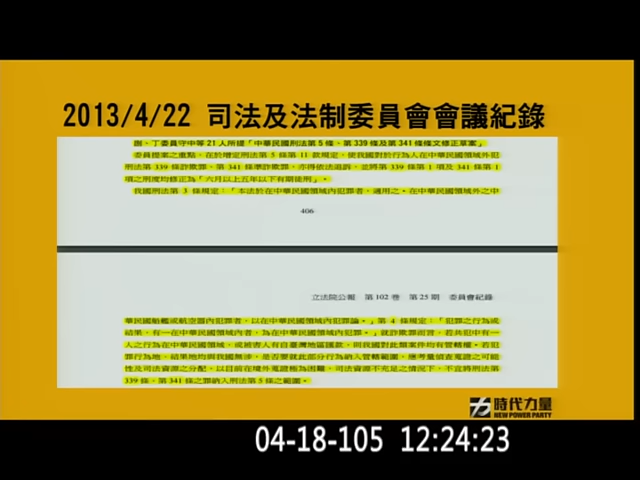 2013/4/22 司法及法制委員會會議紀錄
捌、丁委員守中等 21 人所提「中華民國刑法第 5 條、第 339 條及第 341 條條文修正草案」
委員提案之重點，在於增定刑法第 5 條第 11 款規定，使我國對於行為人在中華民國領域外犯
刑法第 339 條詐欺罪、第 341 條準詐欺罪，亦得依法追訴，並將第 339 條第 1 項及 341 條第 1
項之刑度均修正為「六月以上五年以下有期徒刑」。
我國刑法第 3 條規定：「本法於在中華民國領域內犯罪者，適用之。在中華民國領域外之中
406
立法院公報 第 102 卷 第 25 期 委員會紀錄
華民國船艦或航空器內犯罪者，以在中華民國領域內犯罪論。」第 4 條規定：「犯罪之行為或
結果，有一在中華民國領域內者，為在中華民國領域內犯罪。」就詐欺罪而言，若共犯中有一
人之行為在中華民國領域，或被害人有自臺灣地區匯款，則我國對此類案件均有管轄權。若犯
罪行為地、結果地均與我國無涉，是否要就此部分行為納入管轄範圍，應考量偵查蒐證之可能
性及司法資源之分配，以目前在境外蒐證極為困難、司法資源不充足之情況下，不宜將刑法第
339 條、第 341 條之罪納入刑法第 5 條之範圍。
時代力量
NEW POWER PARTY
04-18-105 12:24:23